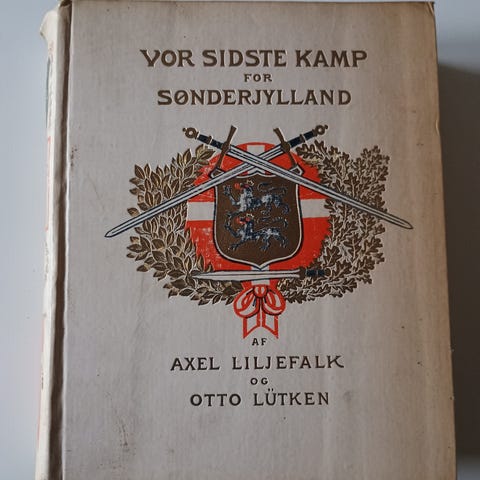 VOR SIDSTE KAMP
FOR
SØNDERJYLLAND
AF
AXEL LILJEFALK
OG
OTTO LÜTKEN